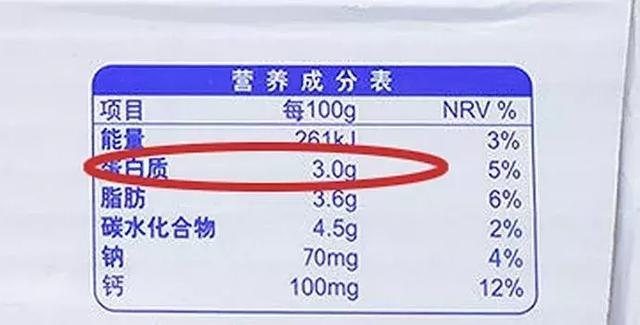 营养成分表
项目 每100g NRV %
能量 261kJ 3%
蛋白质 3.0g 5%
脂肪 3.6g 6%
碳水化合物 4.5g 2%
钠 70mg 4%
钙 100mg 12%